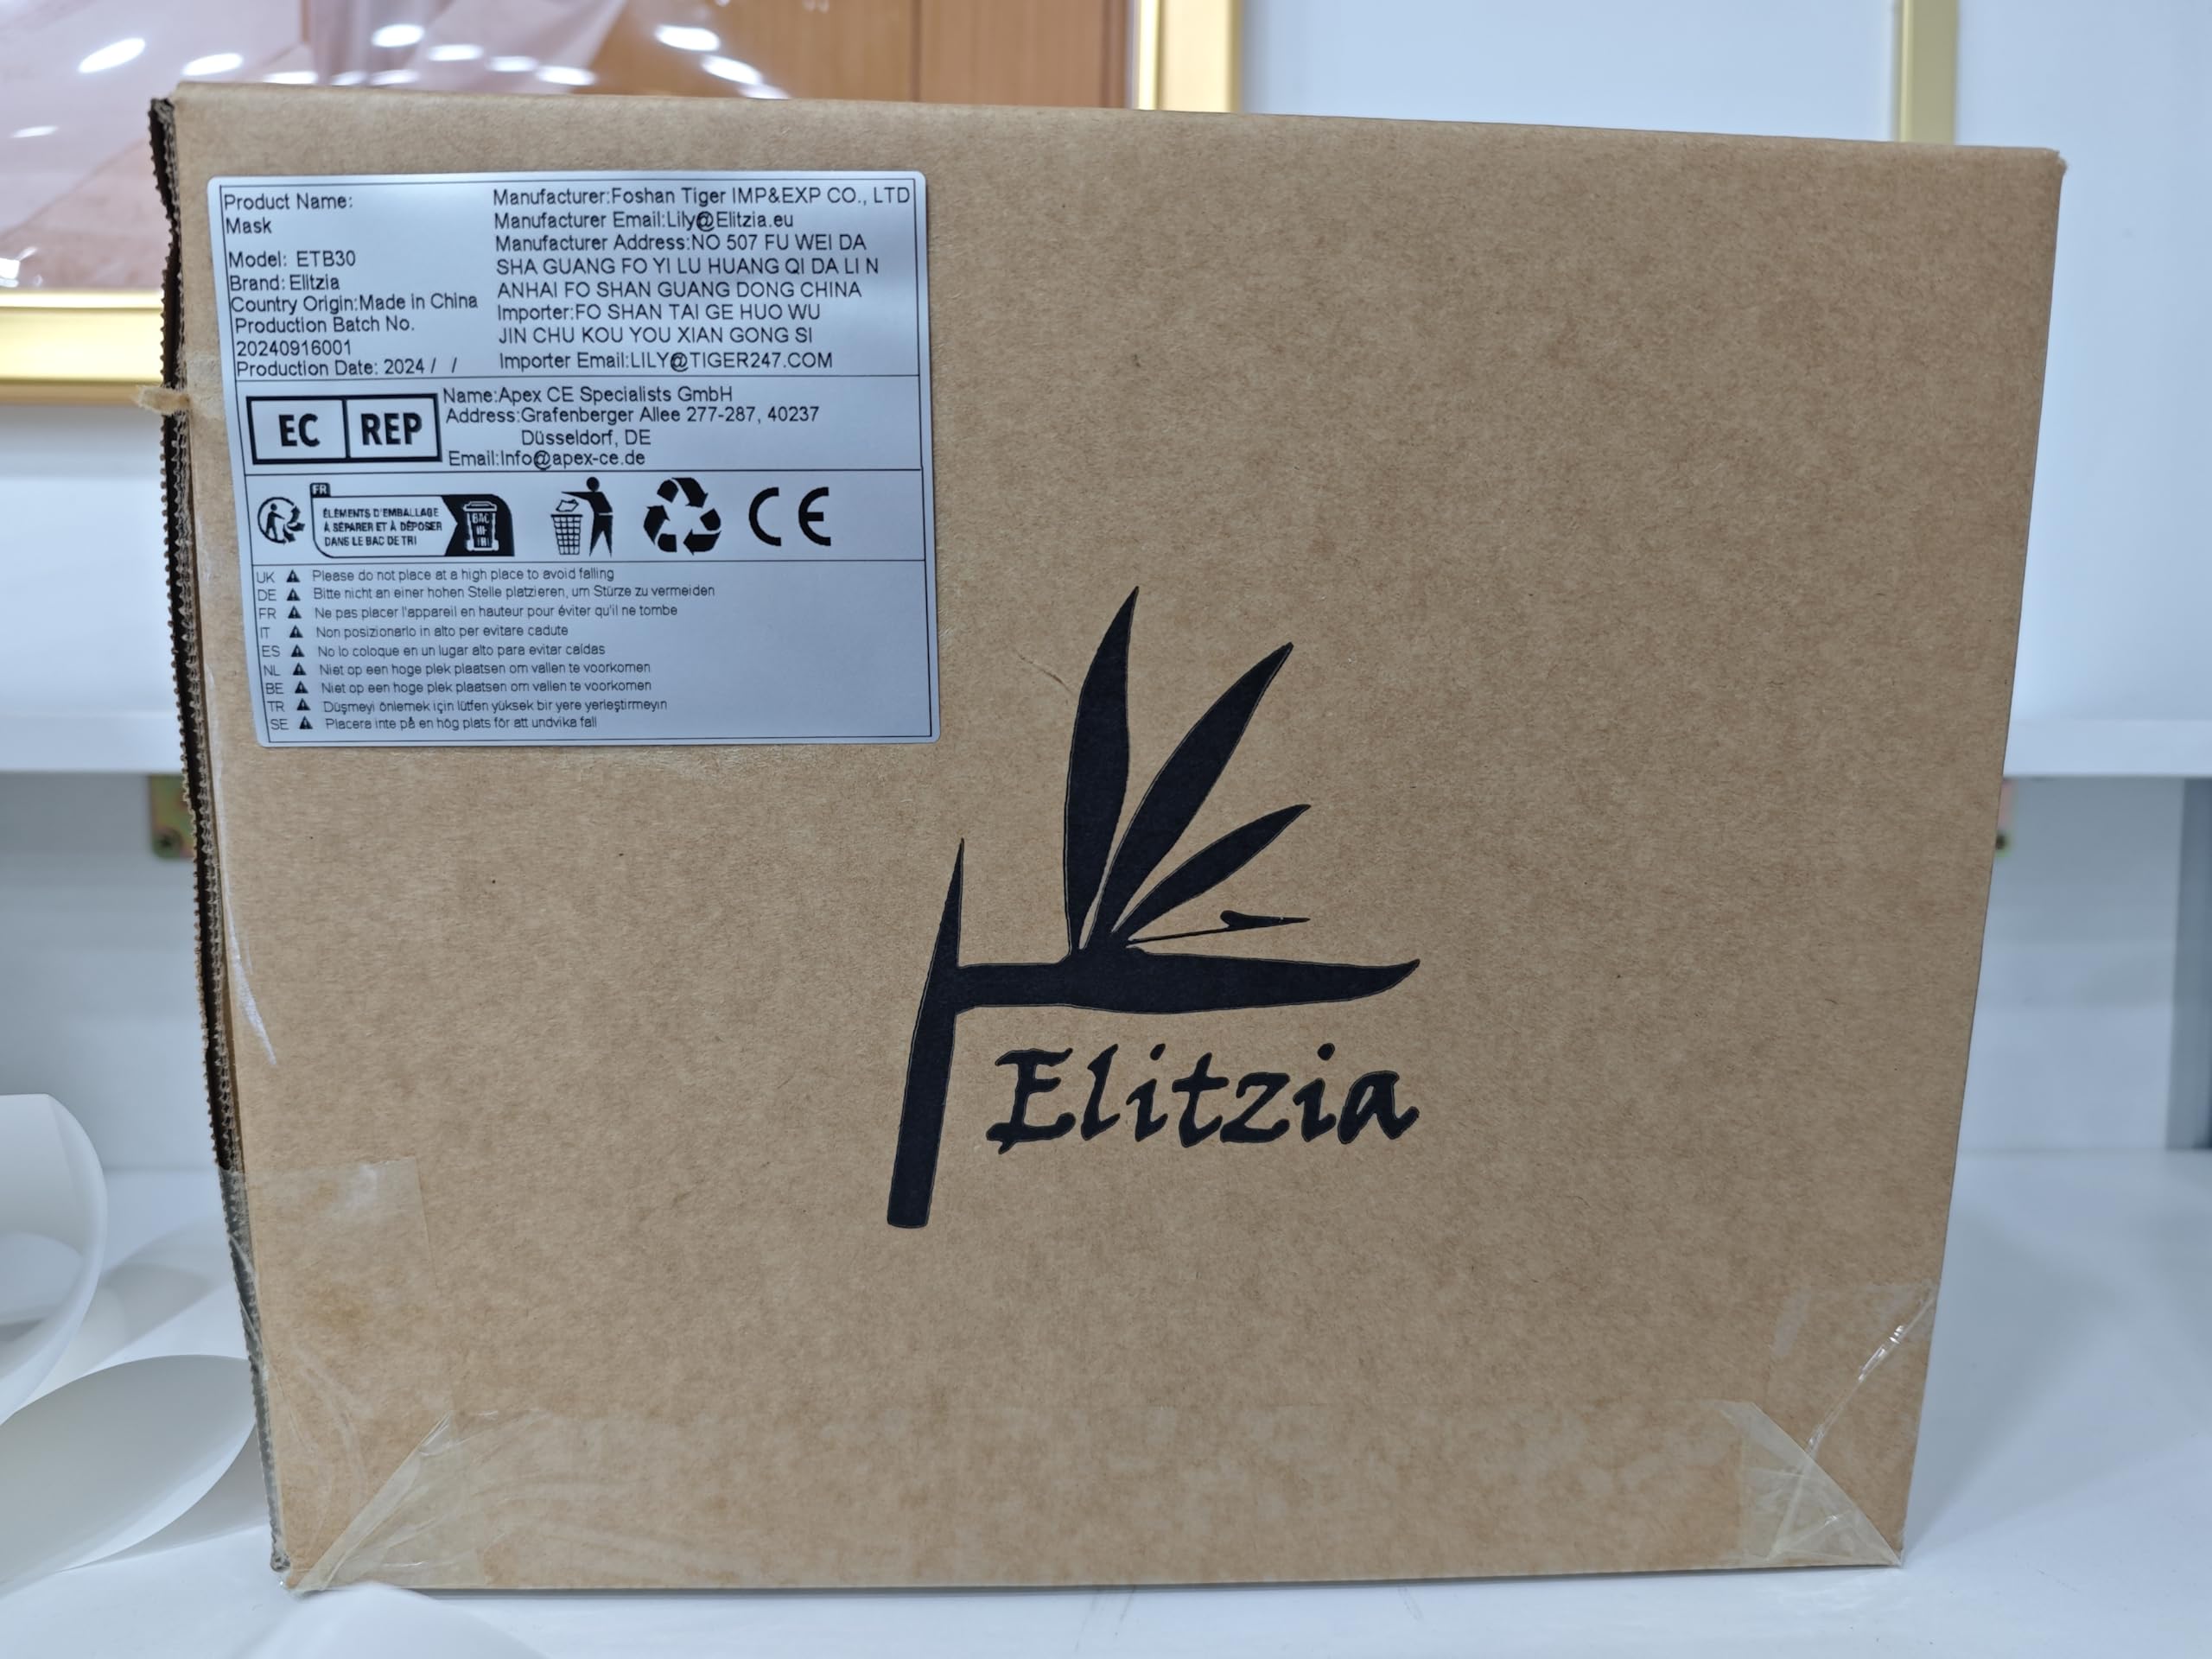 Product Name:
Mask
Model: ETB30
Brand: Elitzia
Country Origin:Made in China
Production Batch No.
20240916001
Production Date: 2024 /  /
Manufacturer:Foshan Tiger IMP&EXP CO., LTD
Manufacturer Email:Lily@Elitzia.eu
Manufacturer Address:NO 507 FU WEI DA
SHA GUANG FO YI LU HUANG QI DA LI N
ANHAI FO SHAN GUANG DONG CHINA
Importer:FO SHAN TAI GE HUO WU
JIN CHU KOU YOU XIAN GONG SI
Importer Email:LILY@TIGER247.COM
EC REP
Name:Apex CE Specialists GmbH
Address:Grafenberger Allee 277-287, 40237
Düsseldorf, DE
Email:Info@apex-ce.de
FR
ÉLÉMENTS D'EMBALLAGE
À SÉPARER ET À DÉPOSER
DANS LE BAC DE TRI
BAC
DE
TRI
CE
UK ⚠ Please do not place at a high place to avoid falling
DE ⚠ Bitte nicht an einer hohen Stelle platzieren, um Stürze zu vermeiden
FR ⚠ Ne pas placer l'appareil en hauteur pour éviter qu'il ne tombe
IT ⚠ Non posizionarlo in alto per evitare cadute
ES ⚠ No lo coloque en un lugar alto para evitar caídas
NL ⚠ Niet op een hoge plek plaatsen om vallen te voorkomen
BE ⚠ Niet op een hoge plek plaatsen om vallen te voorkomen
TR ⚠ Düşmeyi önlemek için lütfen yüksek bir yere yerleştirmeyin
SE ⚠ Placera inte på en hög plats för att undvika fall
Elitzia